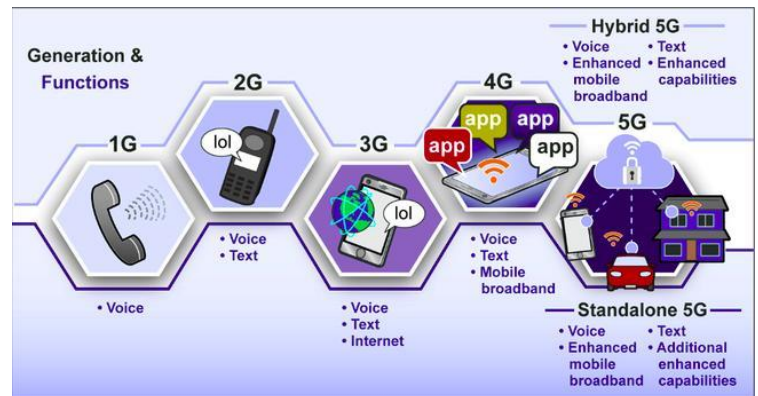 Generation &
Functions
1G
• Voice
2G
lol
• Voice
• Text
3G
lol
• Voice
• Text
• Internet
4G
app
app
app
app
• Voice
• Text
• Mobile
broadband
Hybrid 5G
• Voice
• Enhanced
mobile
broadband
• Text
• Enhanced
capabilities
5G
Standalone 5G
• Voice
• Enhanced
mobile
broadband
• Text
• Additional
enhanced
capabilities